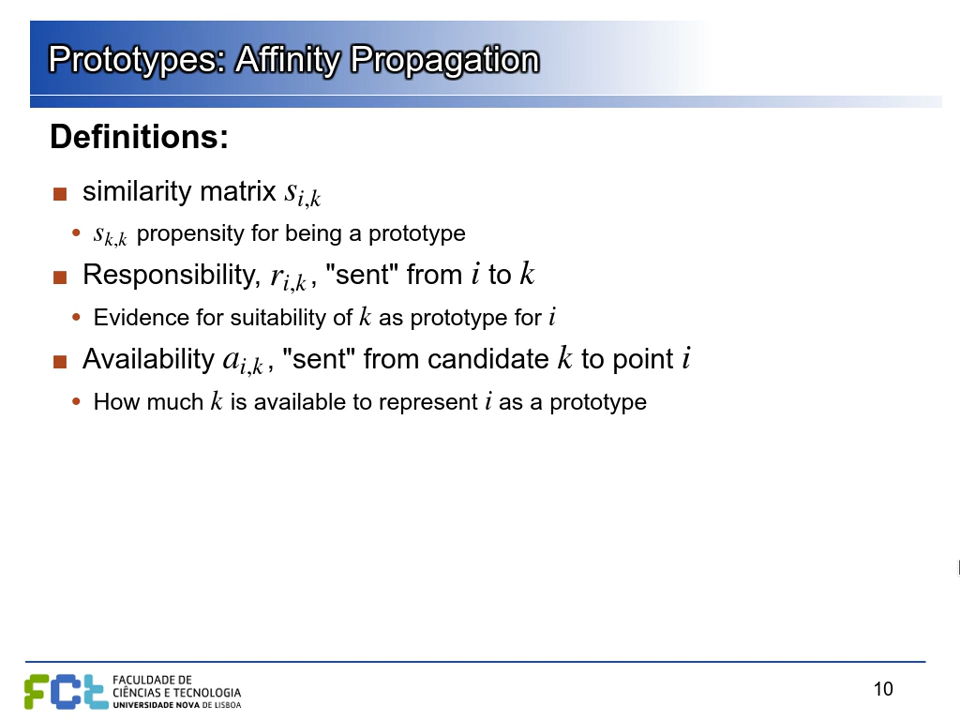 Prototypes: Affinity Propagation
Definitions:
■ similarity matrix s_{i,k}
• s_{k,k} propensity for being a prototype
■ Responsibility, r_{i,k}, "sent" from i to k
• Evidence for suitability of k as prototype for i
■ Availability a_{i,k}, "sent" from candidate k to point i
• How much k is available to represent i as a prototype
FCt
FACULDADE DE
CIÊNCIAS E TECNOLOGIA
UNIVERSIDADE NOVA DE LISBOA
10